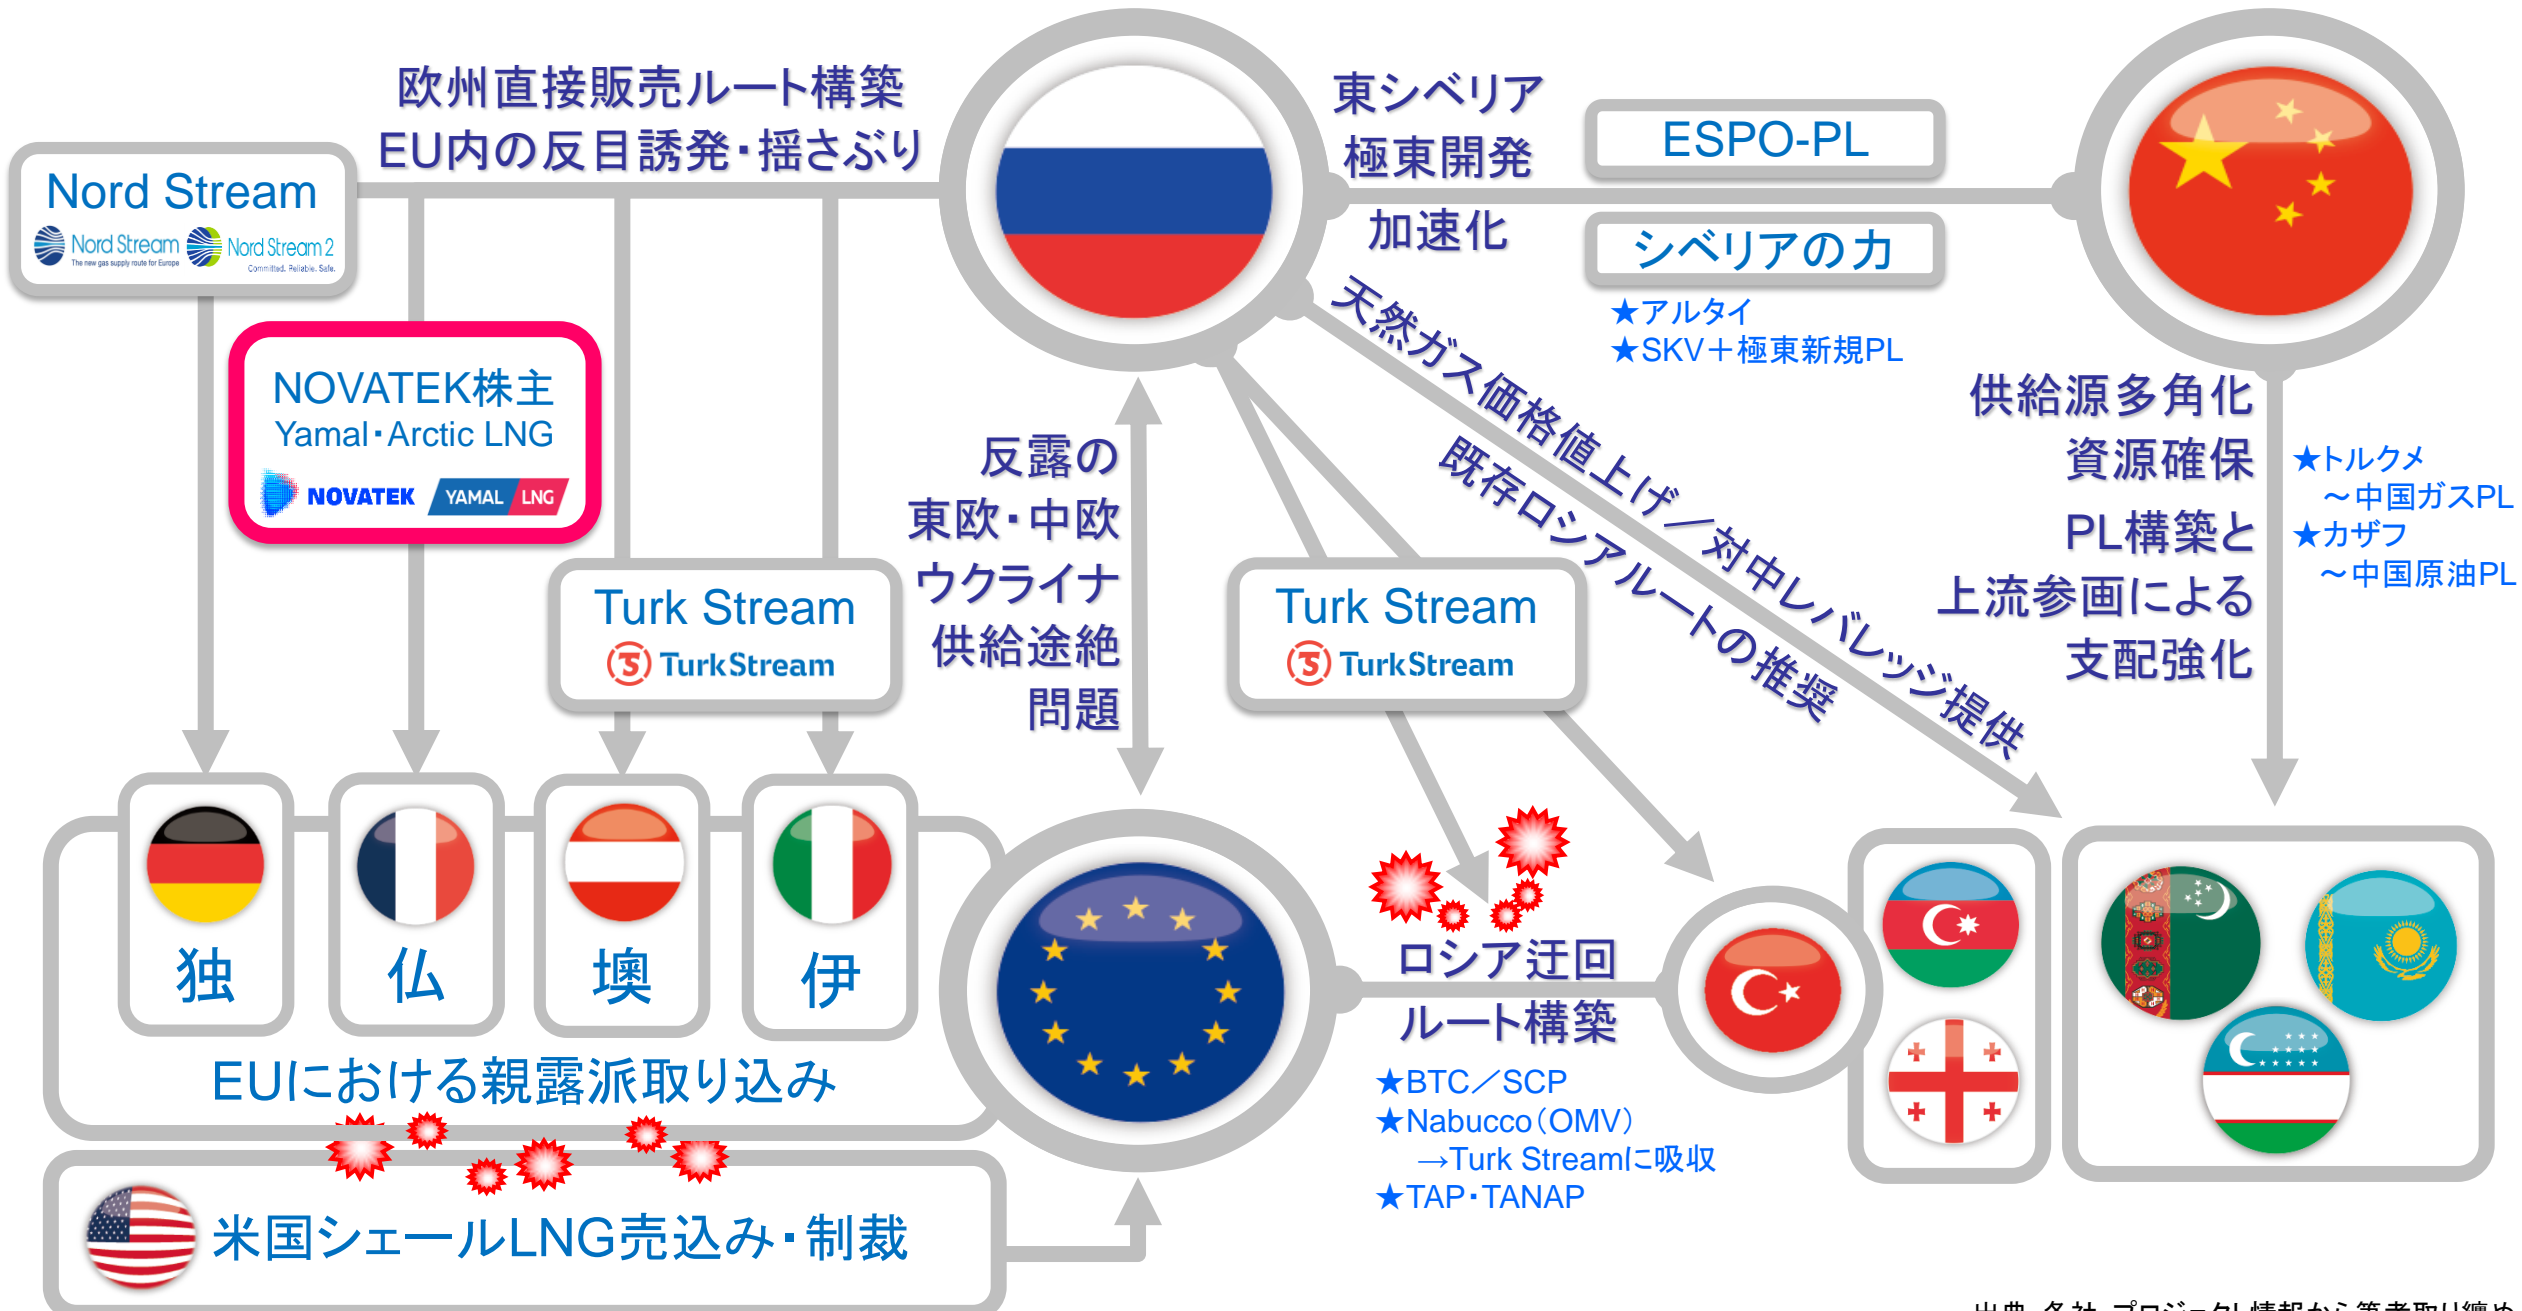 欧州直接販売ルート構築
EU内の反目誘発・揺さぶり
Nord Stream
Nord Stream
The new gas supply route for Europe
Nord Stream 2
Committed. Reliable. Safe.
NOVATEK株主
Yamal・Arctic LNG
NOVATEK
YAMAL LNG
Turk Stream
TS TurkStream
反露の
東欧・中欧
ウクライナ
供給途絶
問題
Turk Stream
TS TurkStream
東シベリア
極東開発
加速化
ESPO-PL
シベリアの力
★アルタイ
★SKV＋極東新規PL
天然ガス価格値上げ／対中レバレッジ提供
既存ロシアルートの推奨
供給源多角化
資源確保
PL構築と
上流参画による
支配強化
★トルクメ
～中国ガスPL
★カザフ
～中国原油PL
独
仏
墺
伊
EUにおける親露派取り込み
米国シェールLNG売込み・制裁
ロシア迂回
ルート構築
★BTC／SCP
★Nabucco（OMV）
→Turk Streamに吸収
★TAP・TANAP